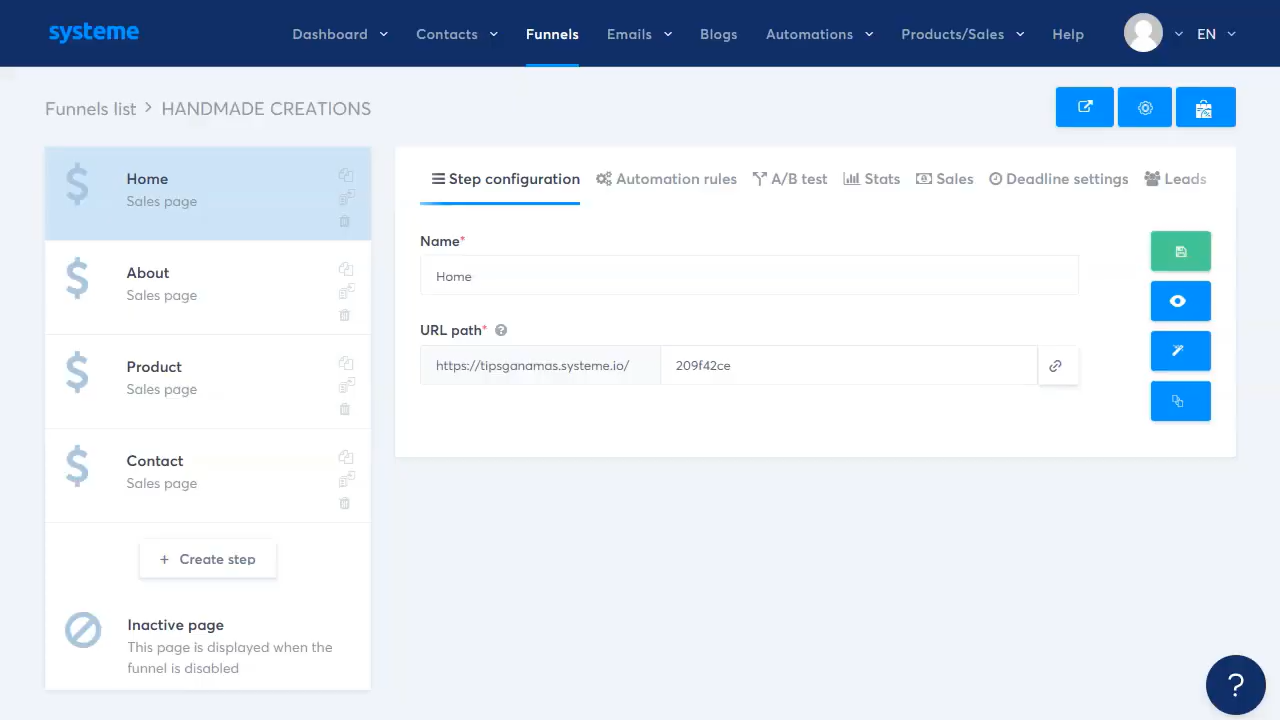 systeme
Dashboard
Contacts
Funnels
Emails
Blogs
Automations
Products/Sales
Help
EN
Funnels list > HANDMADE CREATIONS
Home
Sales page
About
Sales page
Product
Sales page
Contact
Sales page
+ Create step
Inactive page
This page is displayed when the
funnel is disabled
Step configuration
Automation rules
A/B test
Stats
Sales
Deadline settings
Leads
Name*
Home
URL path* ?
https://tipsganamas.systeme.io/
209f42ce
?